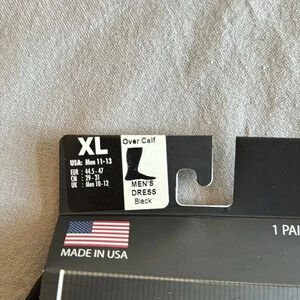 XL
USA: Men 11-13
EUR : 44.5 - 47
CN : 29 - 31
UK : Men 10-12
Over Calf
MEN'S
DRESS
Black
1 PAI
MADE IN USA